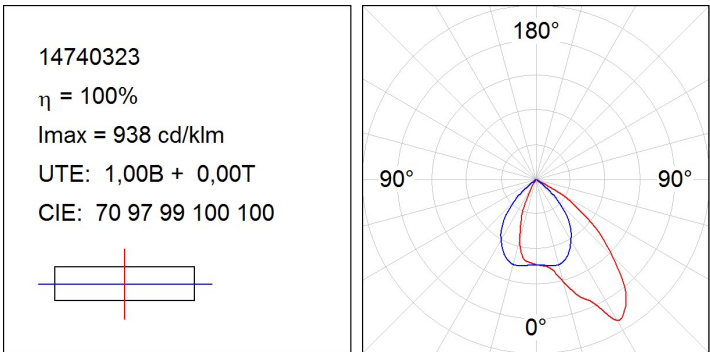 14740323
η = 100%
Imax = 938 cd/klm
UTE: 1,00B + 0,00T
CIE: 70 97 99 100 100
180°
90° 90°
0°